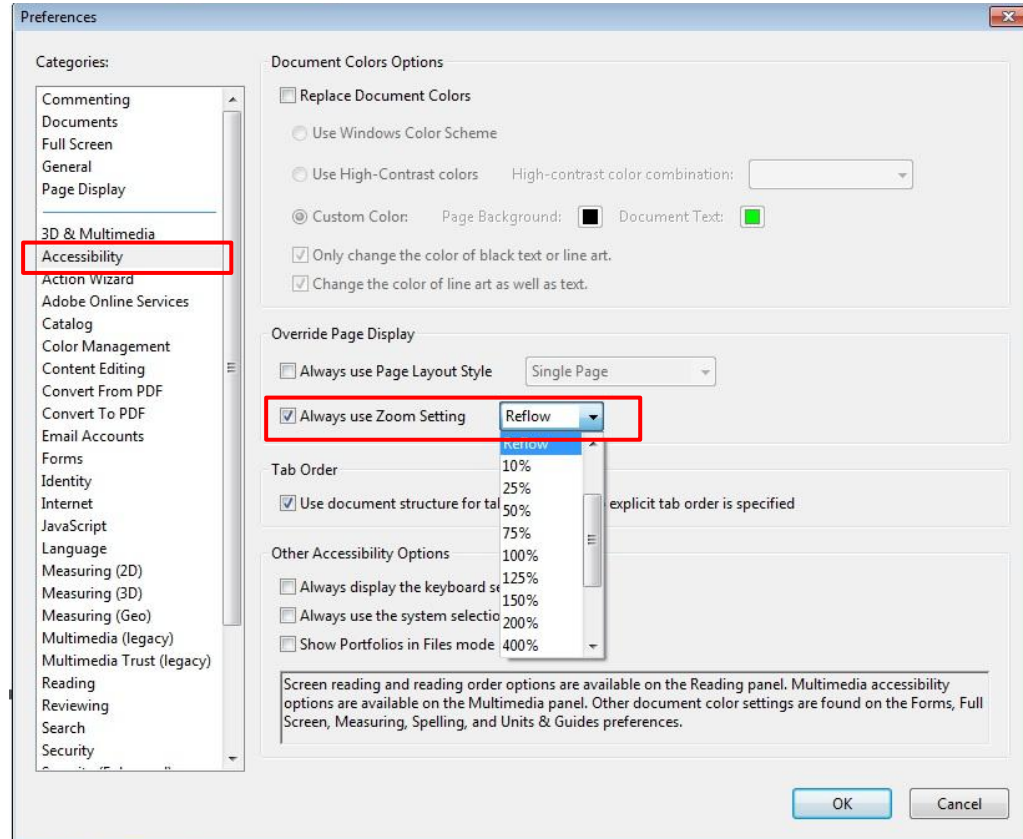 Preferences
Categories:
Commenting
Documents
Full Screen
General
Page Display
3D & Multimedia
Accessibility
Action Wizard
Adobe Online Services
Catalog
Color Management
Content Editing
Convert From PDF
Convert To PDF
Email Accounts
Forms
Identity
Internet
JavaScript
Language
Measuring (2D)
Measuring (3D)
Measuring (Geo)
Multimedia (legacy)
Multimedia Trust (legacy)
Reading
Reviewing
Search
Security
Document Colors Options
Replace Document Colors
Use Windows Color Scheme
Use High-Contrast colors High-contrast color combination:
Custom Color: Page Background: Document Text:
Only change the color of black text or line art.
Change the color of line art as well as text.
Override Page Display
Always use Page Layout Style Single Page
Always use Zoom Setting Reflow
Reflow
10%
25%
50%
75%
100%
125%
150%
200%
400%
Tab Order
Use document structure for explicit tab order is specified
Other Accessibility Options
Always display the keyboard
Always use the system
Show Portfolios in Files mode
Screen reading and reading order options are available on the Reading panel. Multimedia accessibility
options are available on the Multimedia panel. Other document color settings are found on the Forms, Full
Screen, Measuring, Spelling, and Units & Guides preferences.
OK Cancel